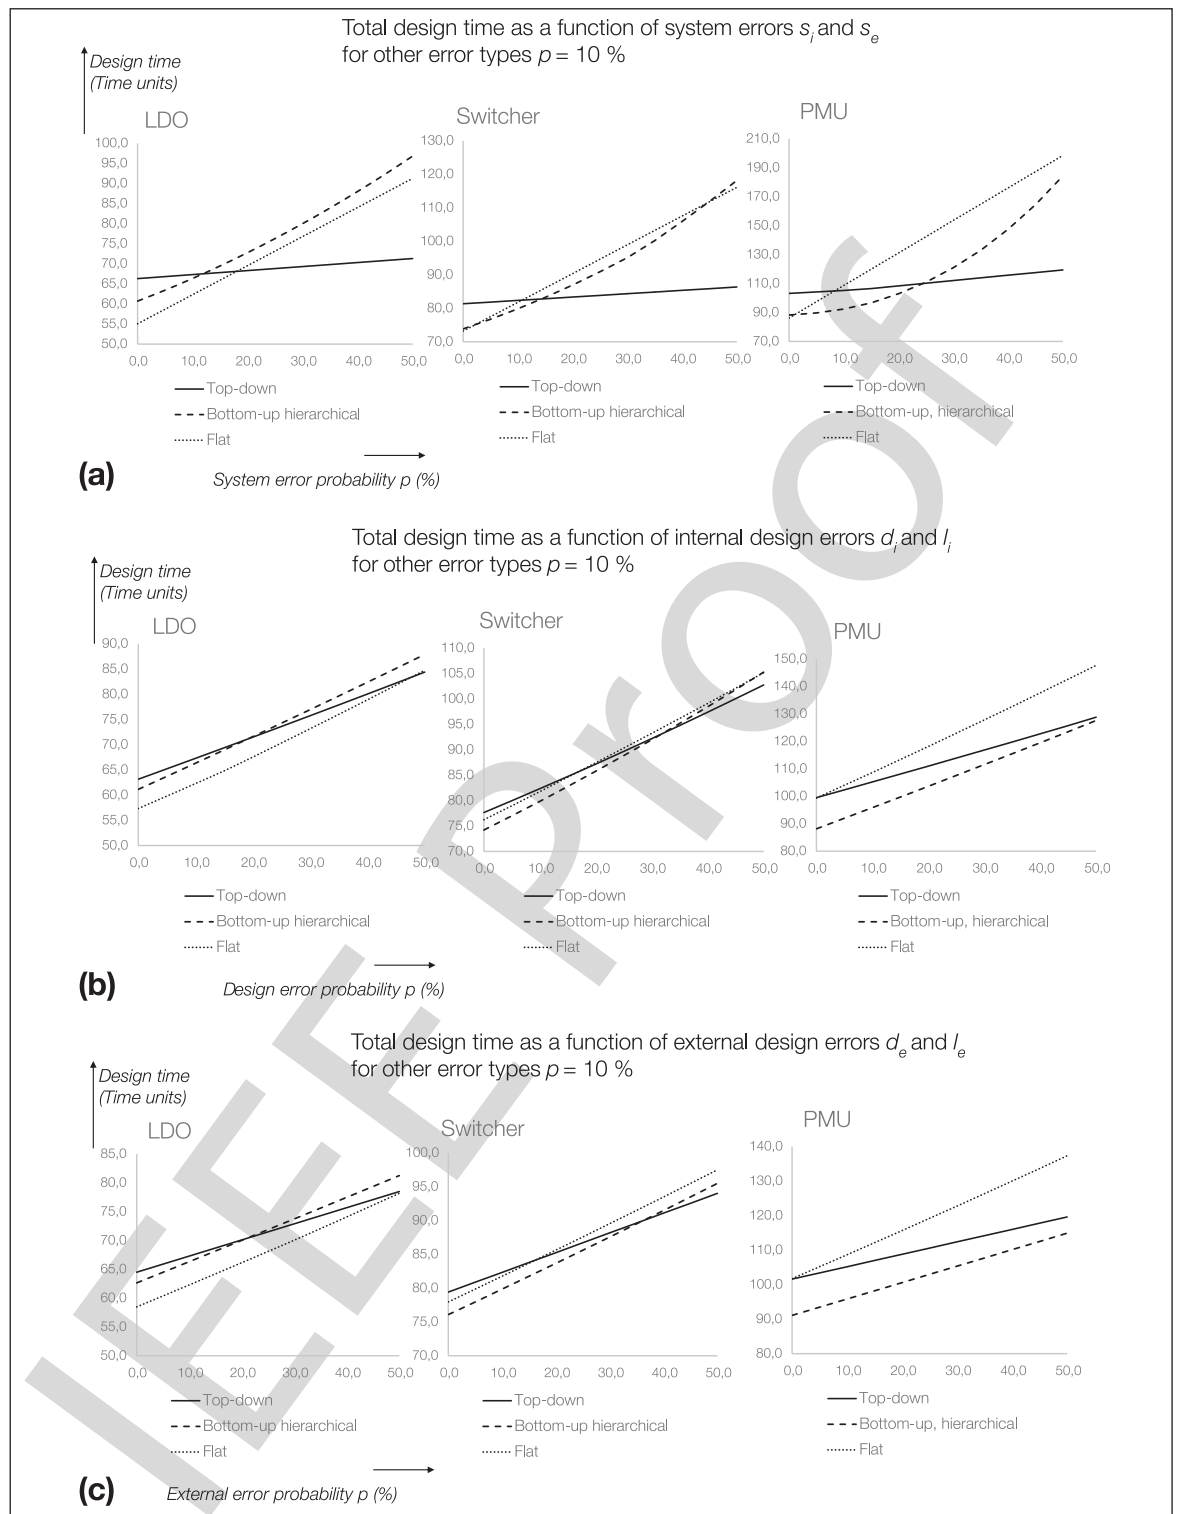 Total design time as a function of system errors s_i and s_e
for other error types p = 10 %
Design time
(Time units)
LDO
Switcher
PMU
100,0
95,0
90,0
85,0
80,0
75,0
70,0
65,0
60,0
55,0
50,0
0,0 10,0 20,0 30,0 40,0 50,0
130,0
120,0
110,0
100,0
90,0
80,0
70,0
0,0 10,0 20,0 30,0 40,0 50,0
210,0
190,0
170,0
150,0
130,0
110,0
90,0
70,0
0,0 10,0 20,0 30,0 40,0 50,0
Top-down
Bottom-up hierarchical
Flat
Top-down
Bottom-up hierarchical
Flat
Top-down
Bottom-up, hierarchical
Flat
(a)
System error probability p (%)
Total design time as a function of internal design errors d_i and l_i
for other error types p = 10 %
Design time
(Time units)
LDO
Switcher
PMU
90,0
85,0
80,0
75,0
70,0
65,0
60,0
55,0
50,0
0,0 10,0 20,0 30,0 40,0 50,0
110,0
105,0
100,0
95,0
90,0
85,0
80,0
75,0
70,0
0,0 10,0 20,0 30,0 40,0 50,0
150,0
140,0
130,0
120,0
110,0
100,0
90,0
80,0
0,0 10,0 20,0 30,0 40,0 50,0
Top-down
Bottom-up hierarchical
Flat
Top-down
Bottom-up hierarchical
Flat
Top-down
Bottom-up, hierarchical
Flat
(b)
Design error probability p (%)
Total design time as a function of external design errors d_e and l_e
for other error types p = 10 %
Design time
(Time units)
LDO
Switcher
PMU
85,0
80,0
75,0
70,0
65,0
60,0
55,0
50,0
0,0 10,0 20,0 30,0 40,0 50,0
100,0
95,0
90,0
85,0
80,0
75,0
70,0
0,0 10,0 20,0 30,0 40,0 50,0
140,0
130,0
120,0
110,0
100,0
90,0
80,0
0,0 10,0 20,0 30,0 40,0 50,0
Top-down
Bottom-up hierarchical
Flat
Top-down
Bottom-up hierarchical
Flat
Top-down
Bottom-up, hierarchical
Flat
(c)
External error probability p (%)
IEEE Proof